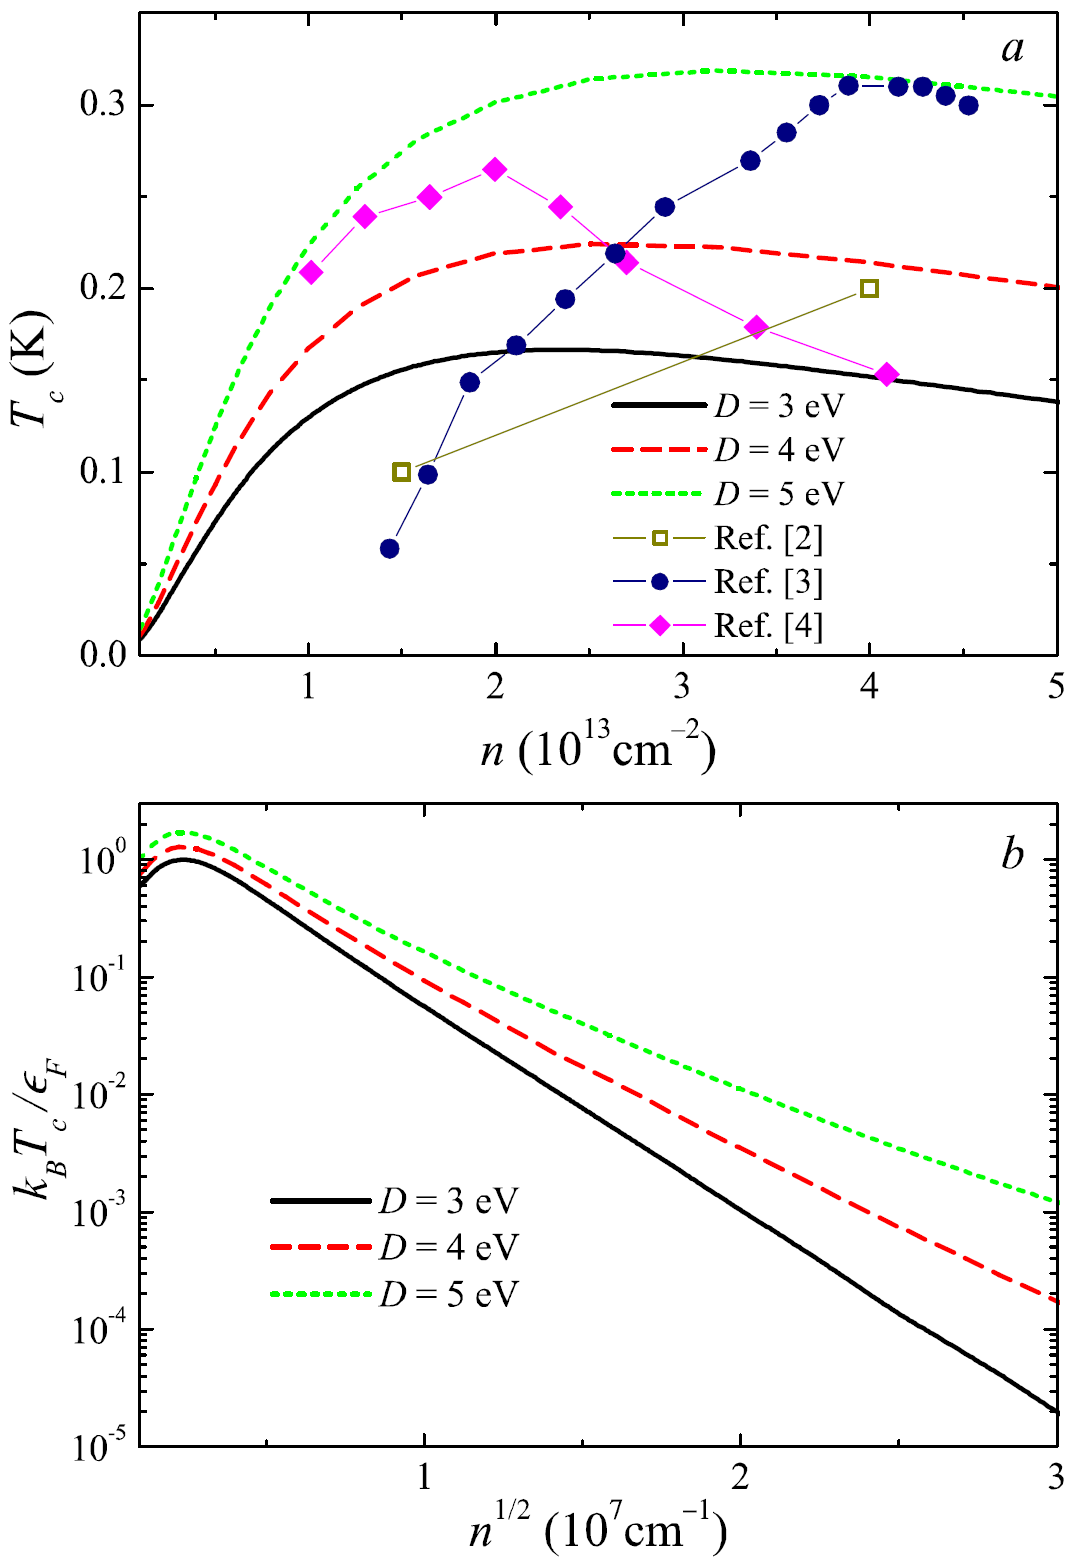 a
0.3
0.2
0.1
0.0
T_c (K)
D = 3 eV
D = 4 eV
D = 5 eV
Ref. [2]
Ref. [3]
Ref. [4]
1 2 3 4 5
n (10^13 cm^−2)
b
10^0
10^-1
10^-2
10^-3
10^-4
10^-5
k_B T_c/ϵ_F
D = 3 eV
D = 4 eV
D = 5 eV
1 2 3
n^1/2 (10^7 cm^−1)